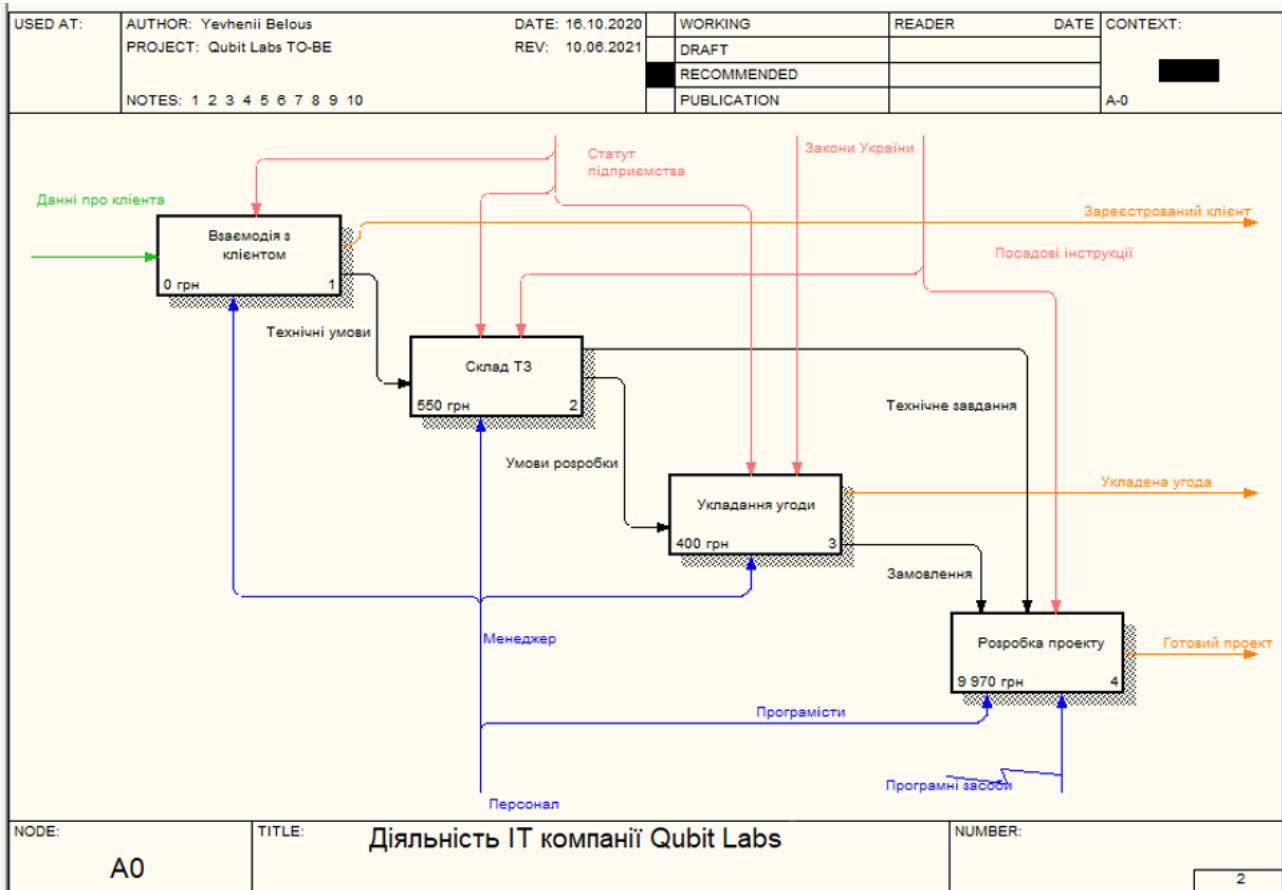 USED AT:
AUTHOR: Yevhenii Belous
DATE: 16.10.2020
PROJECT: Qubit Labs TO-BE
REV: 10.06.2021
NOTES: 1 2 3 4 5 6 7 8 9 10
WORKING
DRAFT
RECOMMENDED
PUBLICATION
READER
DATE
CONTEXT:
A-0
Статут
підприємства
Закони України
Данні про клієнта
Зареєстрований клієнт
Взаємодія з
клієнтом
0 грн
1
Посадові інструкції
Технічні умови
Склад ТЗ
550 грн
2
Технічне завдання
Умови розробки
Укладена угода
Укладання угоди
400 грн
3
Замовлення
Менеджер
Розробка проекту
9 970 грн
4
Готовий проект
Програмісти
Програмні засоби
Персонал
NODE:
A0
TITLE:
Діяльність ІТ компанії Qubit Labs
NUMBER:
2